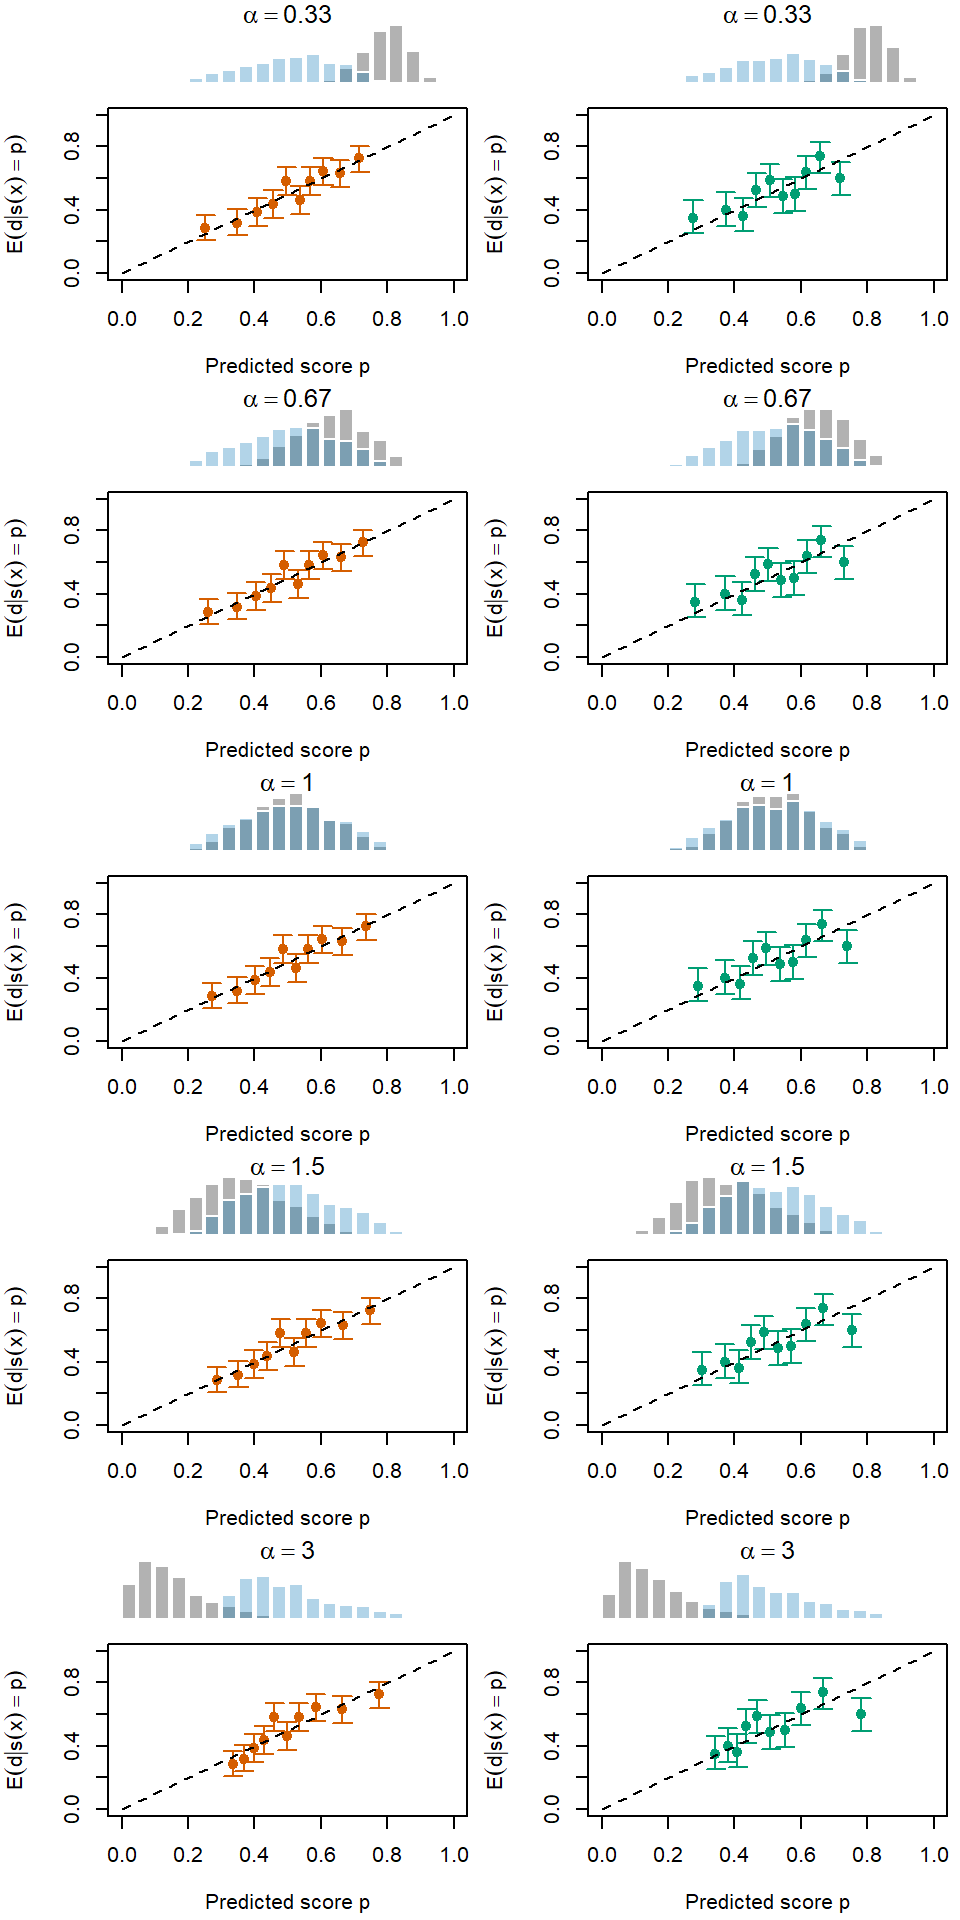 α = 0.33
α = 0.33
E(d|s(x) = p)
0.0 0.4 0.8
0.0 0.2 0.4 0.6 0.8 1.0
Predicted score p
E(d|s(x) = p)
0.0 0.4 0.8
0.0 0.2 0.4 0.6 0.8 1.0
Predicted score p
α = 0.67
α = 0.67
E(d|s(x) = p)
0.0 0.4 0.8
0.0 0.2 0.4 0.6 0.8 1.0
Predicted score p
E(d|s(x) = p)
0.0 0.4 0.8
0.0 0.2 0.4 0.6 0.8 1.0
Predicted score p
α = 1
α = 1
E(d|s(x) = p)
0.0 0.4 0.8
0.0 0.2 0.4 0.6 0.8 1.0
Predicted score p
E(d|s(x) = p)
0.0 0.4 0.8
0.0 0.2 0.4 0.6 0.8 1.0
Predicted score p
α = 1.5
α = 1.5
E(d|s(x) = p)
0.0 0.4 0.8
0.0 0.2 0.4 0.6 0.8 1.0
Predicted score p
E(d|s(x) = p)
0.0 0.4 0.8
0.0 0.2 0.4 0.6 0.8 1.0
Predicted score p
α = 3
α = 3
E(d|s(x) = p)
0.0 0.4 0.8
0.0 0.2 0.4 0.6 0.8 1.0
Predicted score p
E(d|s(x) = p)
0.0 0.4 0.8
0.0 0.2 0.4 0.6 0.8 1.0
Predicted score p